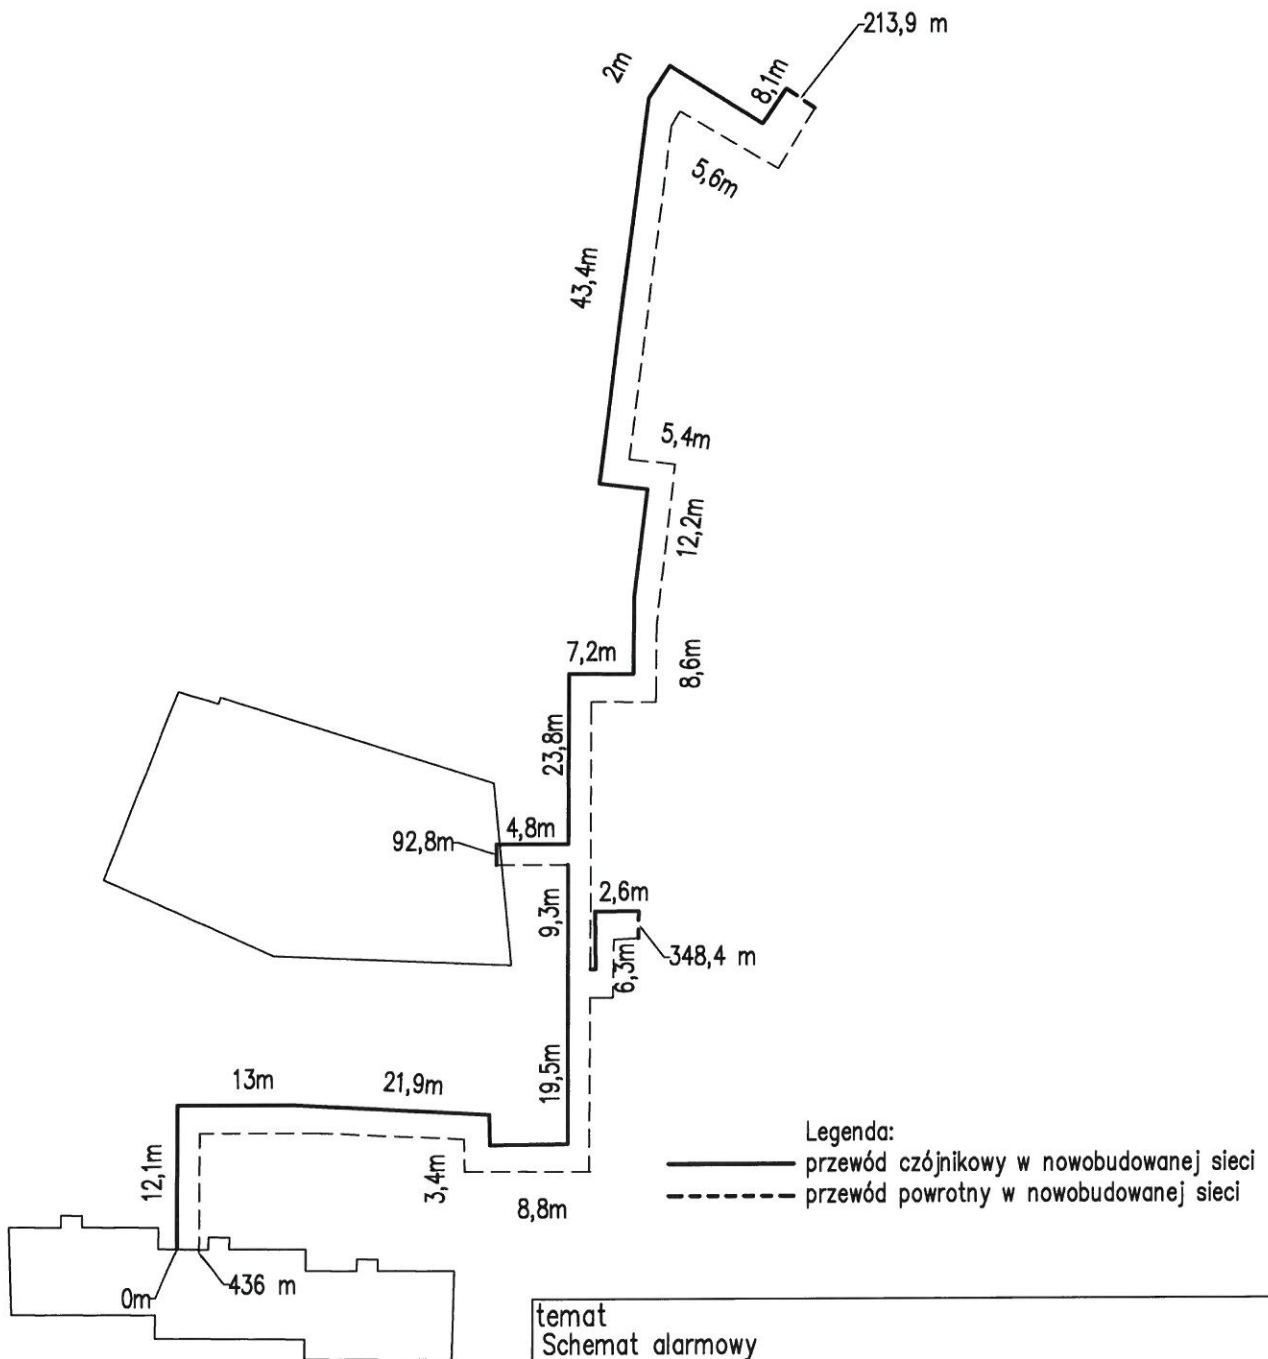 213,9 m
2m
8,1m
5,6m
43,4m
5,4m
12,2m
7,2m
8,6m
23,8m
4,8m
92,8m
9,3m
2,6m
6,3m
348,4 m
19,5m
13m
21,9m
12,1m
3,4m
8,8m
Legenda:
przewód czójnikowy w nowobudowanej sieci
przewód powrotny w nowobudowanej sieci
436 m
0m
temat
Schemat alarmowy